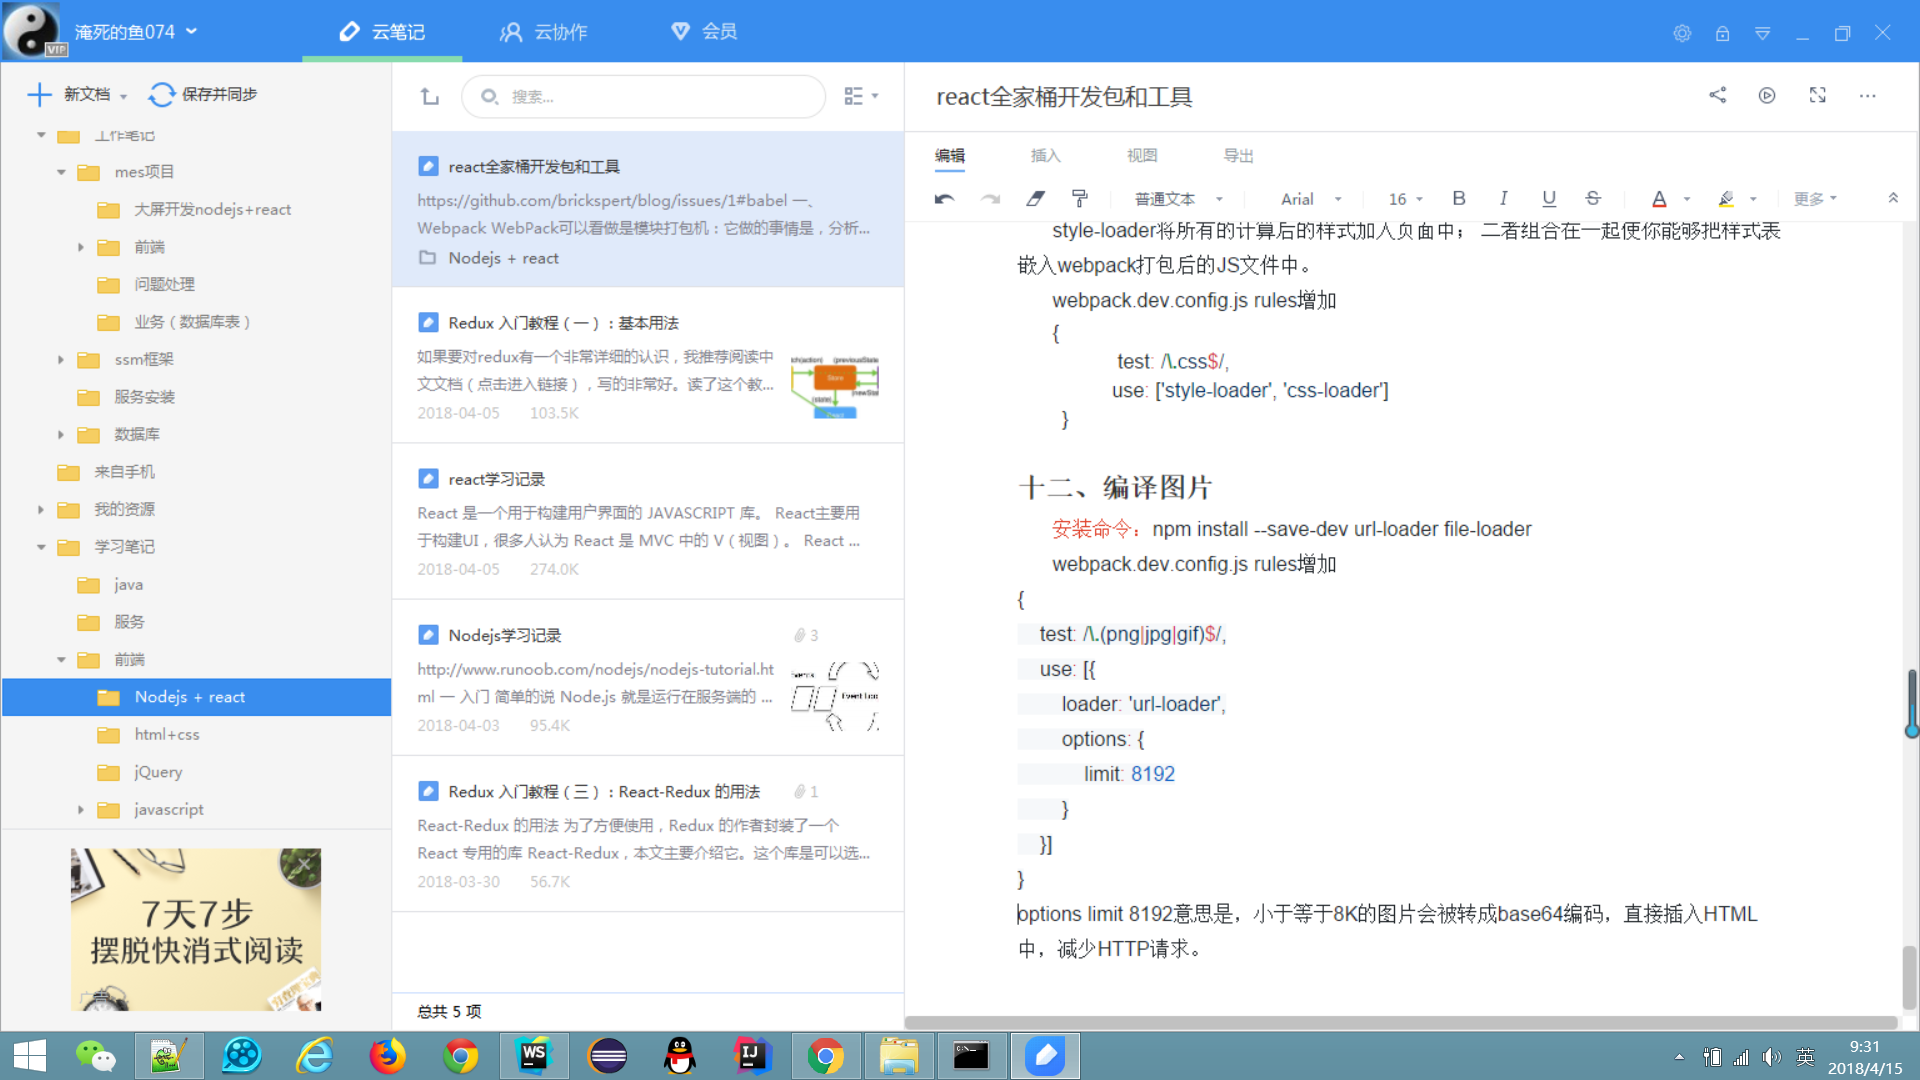 淹死的鱼074
VIP
云笔记
云协作
会员
新文档
保存并同步
搜索...
工作笔记
mes项目
大屏开发nodejs+react
前端
问题处理
业务（数据库表）
ssm框架
服务安装
数据库
来自手机
我的资源
学习笔记
java
服务
前端
Nodejs + react
html+css
jQuery
javascript
7天7步
摆脱快消式阅读
广告
react全家桶开发包和工具
https://github.com/brickspert/blog/issues/1#babel 一、
Webpack WebPack可以看做是模块打包机：它做的事情是，分析...
Nodejs + react
Redux 入门教程（一）：基本用法
如果要对redux有一个非常详细的认识，我推荐阅读中
文文档（点击进入链接），写的非常好。读了这个教...
2018-04-05 103.5K
react学习记录
React 是一个用于构建用户界面的 JAVASCRIPT 库。 React主要用
于构建UI，很多人认为 React 是 MVC 中的 V（视图）。 React ...
2018-04-05 274.0K
Nodejs学习记录
3
http://www.runoob.com/nodejs/nodejs-tutorial.ht
ml 一 入门 简单的说 Node.js 就是运行在服务端的 ...
2018-04-03 95.4K
Redux 入门教程（三）：React-Redux 的用法
1
React-Redux 的用法 为了方便使用，Redux 的作者封装了一个
React 专用的库 React-Redux，本文主要介绍它。这个库是可以选...
2018-03-30 56.7K
总共 5 项
react全家桶开发包和工具
编辑 插入 视图 导出
普通文本 Arial 16 B I U S A 更多
style-loader将所有的计算后的样式加入页面中； 二者组合在一起使你能够把样式表
嵌入webpack打包后的JS文件中。
webpack.dev.config.js rules增加
{
test: /\.css$/,
use: ['style-loader', 'css-loader']
}
十二、编译图片
安装命令：npm install --save-dev url-loader file-loader
webpack.dev.config.js rules增加
{
test: /\.(png|jpg|gif)$/,
use: [{
loader: 'url-loader',
options: {
limit: 8192
}
}]
}
options limit 8192意思是，小于等于8K的图片会被转成base64编码，直接插入HTML
中，减少HTTP请求。
英
9:31
2018/4/15